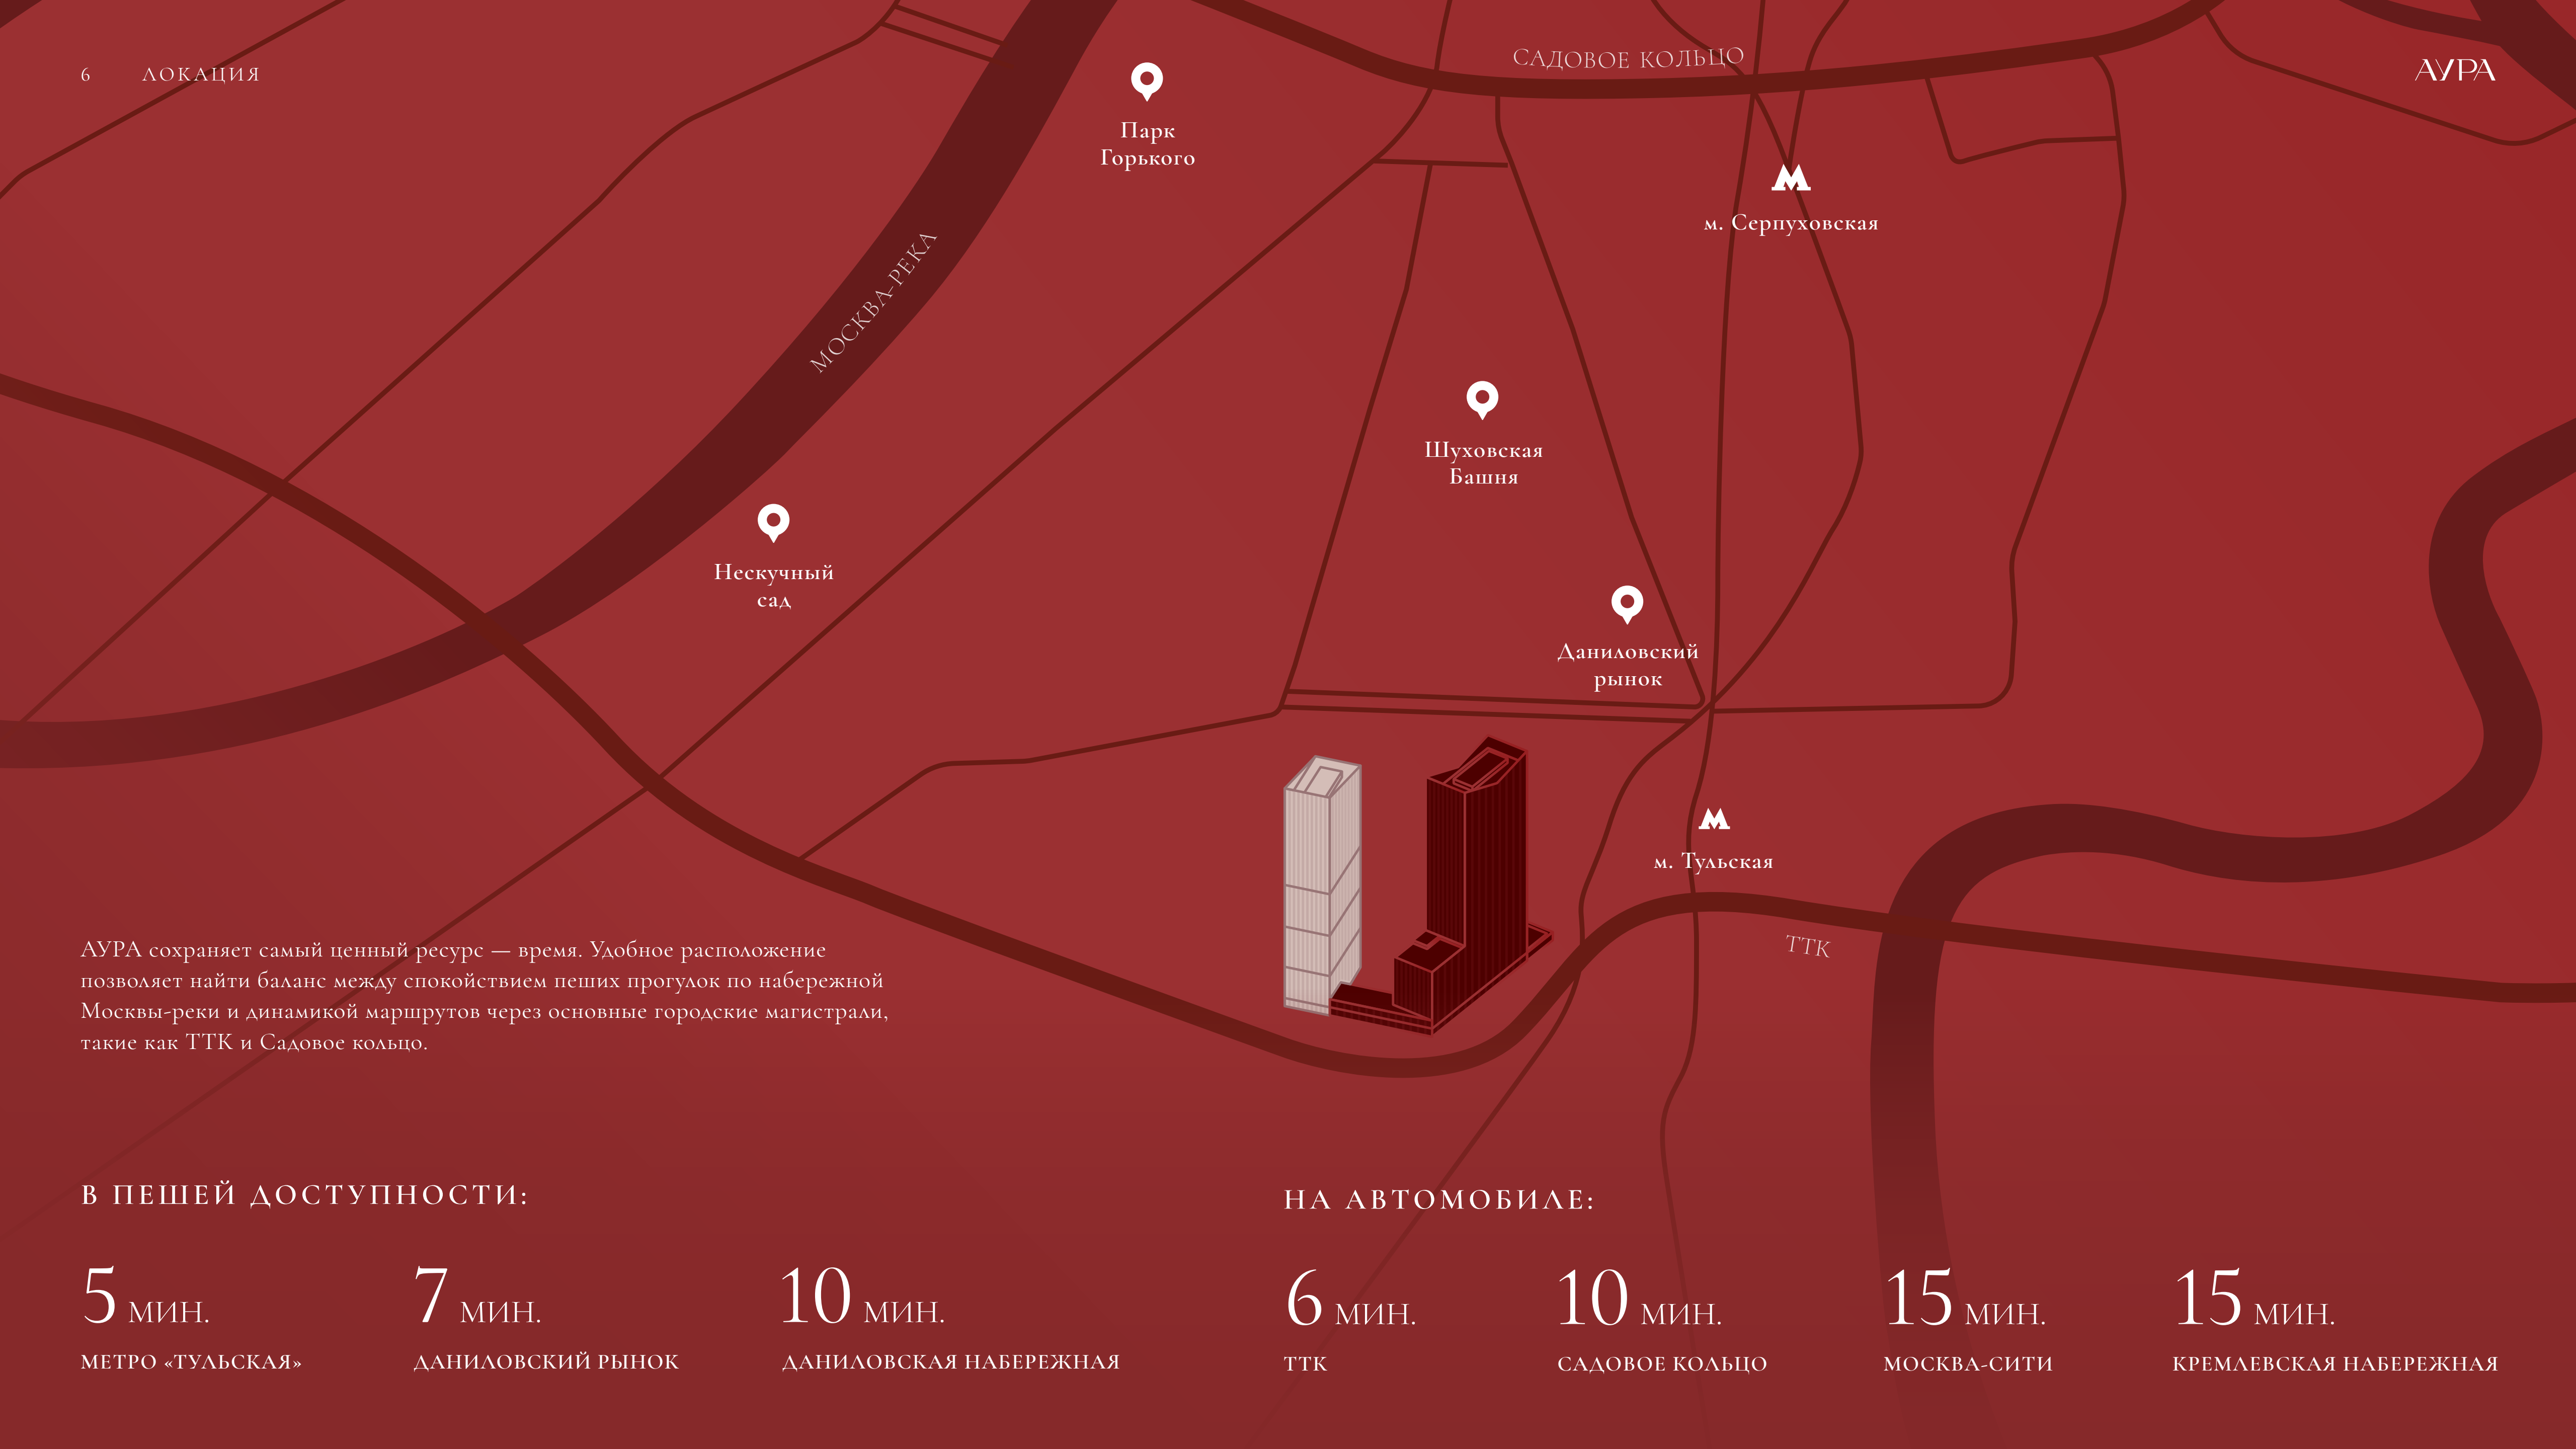 6 ЛОКАЦИЯ
АУРА
САДОВОЕ КОЛЬЦО
Парк
Горького
м. Серпуховская
МОСКВА-РЕКА
Шуховская
Башня
Нескучный
сад
Даниловский
рынок
м. Тульская
ТТК
АУРА сохраняет самый ценный ресурс — время. Удобное расположение
позволяет найти баланс между спокойствием пеших прогулок по набережной
Москвы-реки и динамикой маршрутов через основные городские магистрали,
такие как ТТК и Садовое кольцо.
В ПЕШЕЙ ДОСТУПНОСТИ:
5 МИН.
МЕТРО «ТУЛЬСКАЯ»
7 МИН.
ДАНИЛОВСКИЙ РЫНОК
10 МИН.
ДАНИЛОВСКАЯ НАБЕРЕЖНАЯ
НА АВТОМОБИЛЕ:
6 МИН.
ТТК
10 МИН.
САДОВОЕ КОЛЬЦО
15 МИН.
МОСКВА-СИТИ
15 МИН.
КРЕМЛЕВСКАЯ НАБЕРЕЖНАЯ